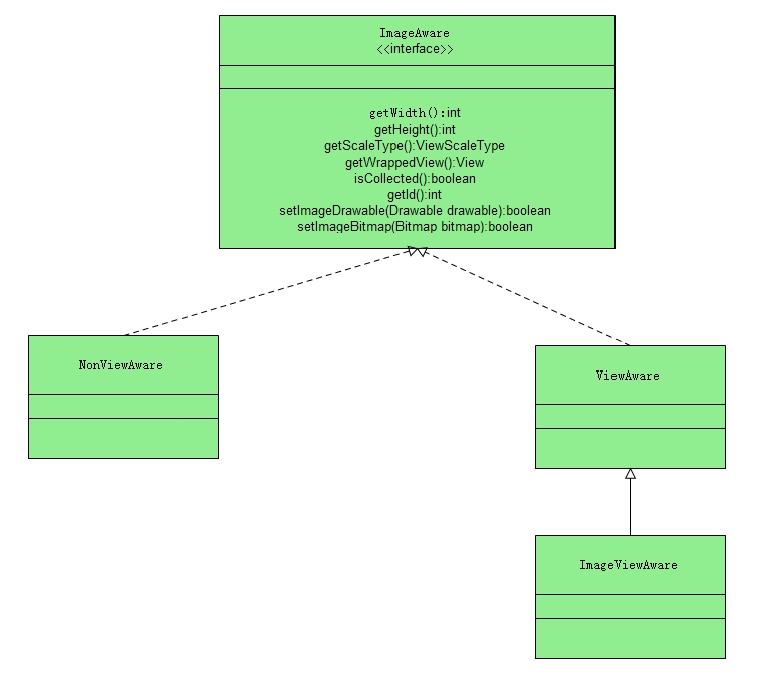 ImageAware
<<interface>>
getWidth():int
getHeight():int
getScaleType():ViewScaleType
getWrappedView():View
isCollected():boolean
getId():int
setImageDrawable(Drawable drawable):boolean
setImageBitmap(Bitmap bitmap):boolean
NonViewAware
ViewAware
ImageViewAware